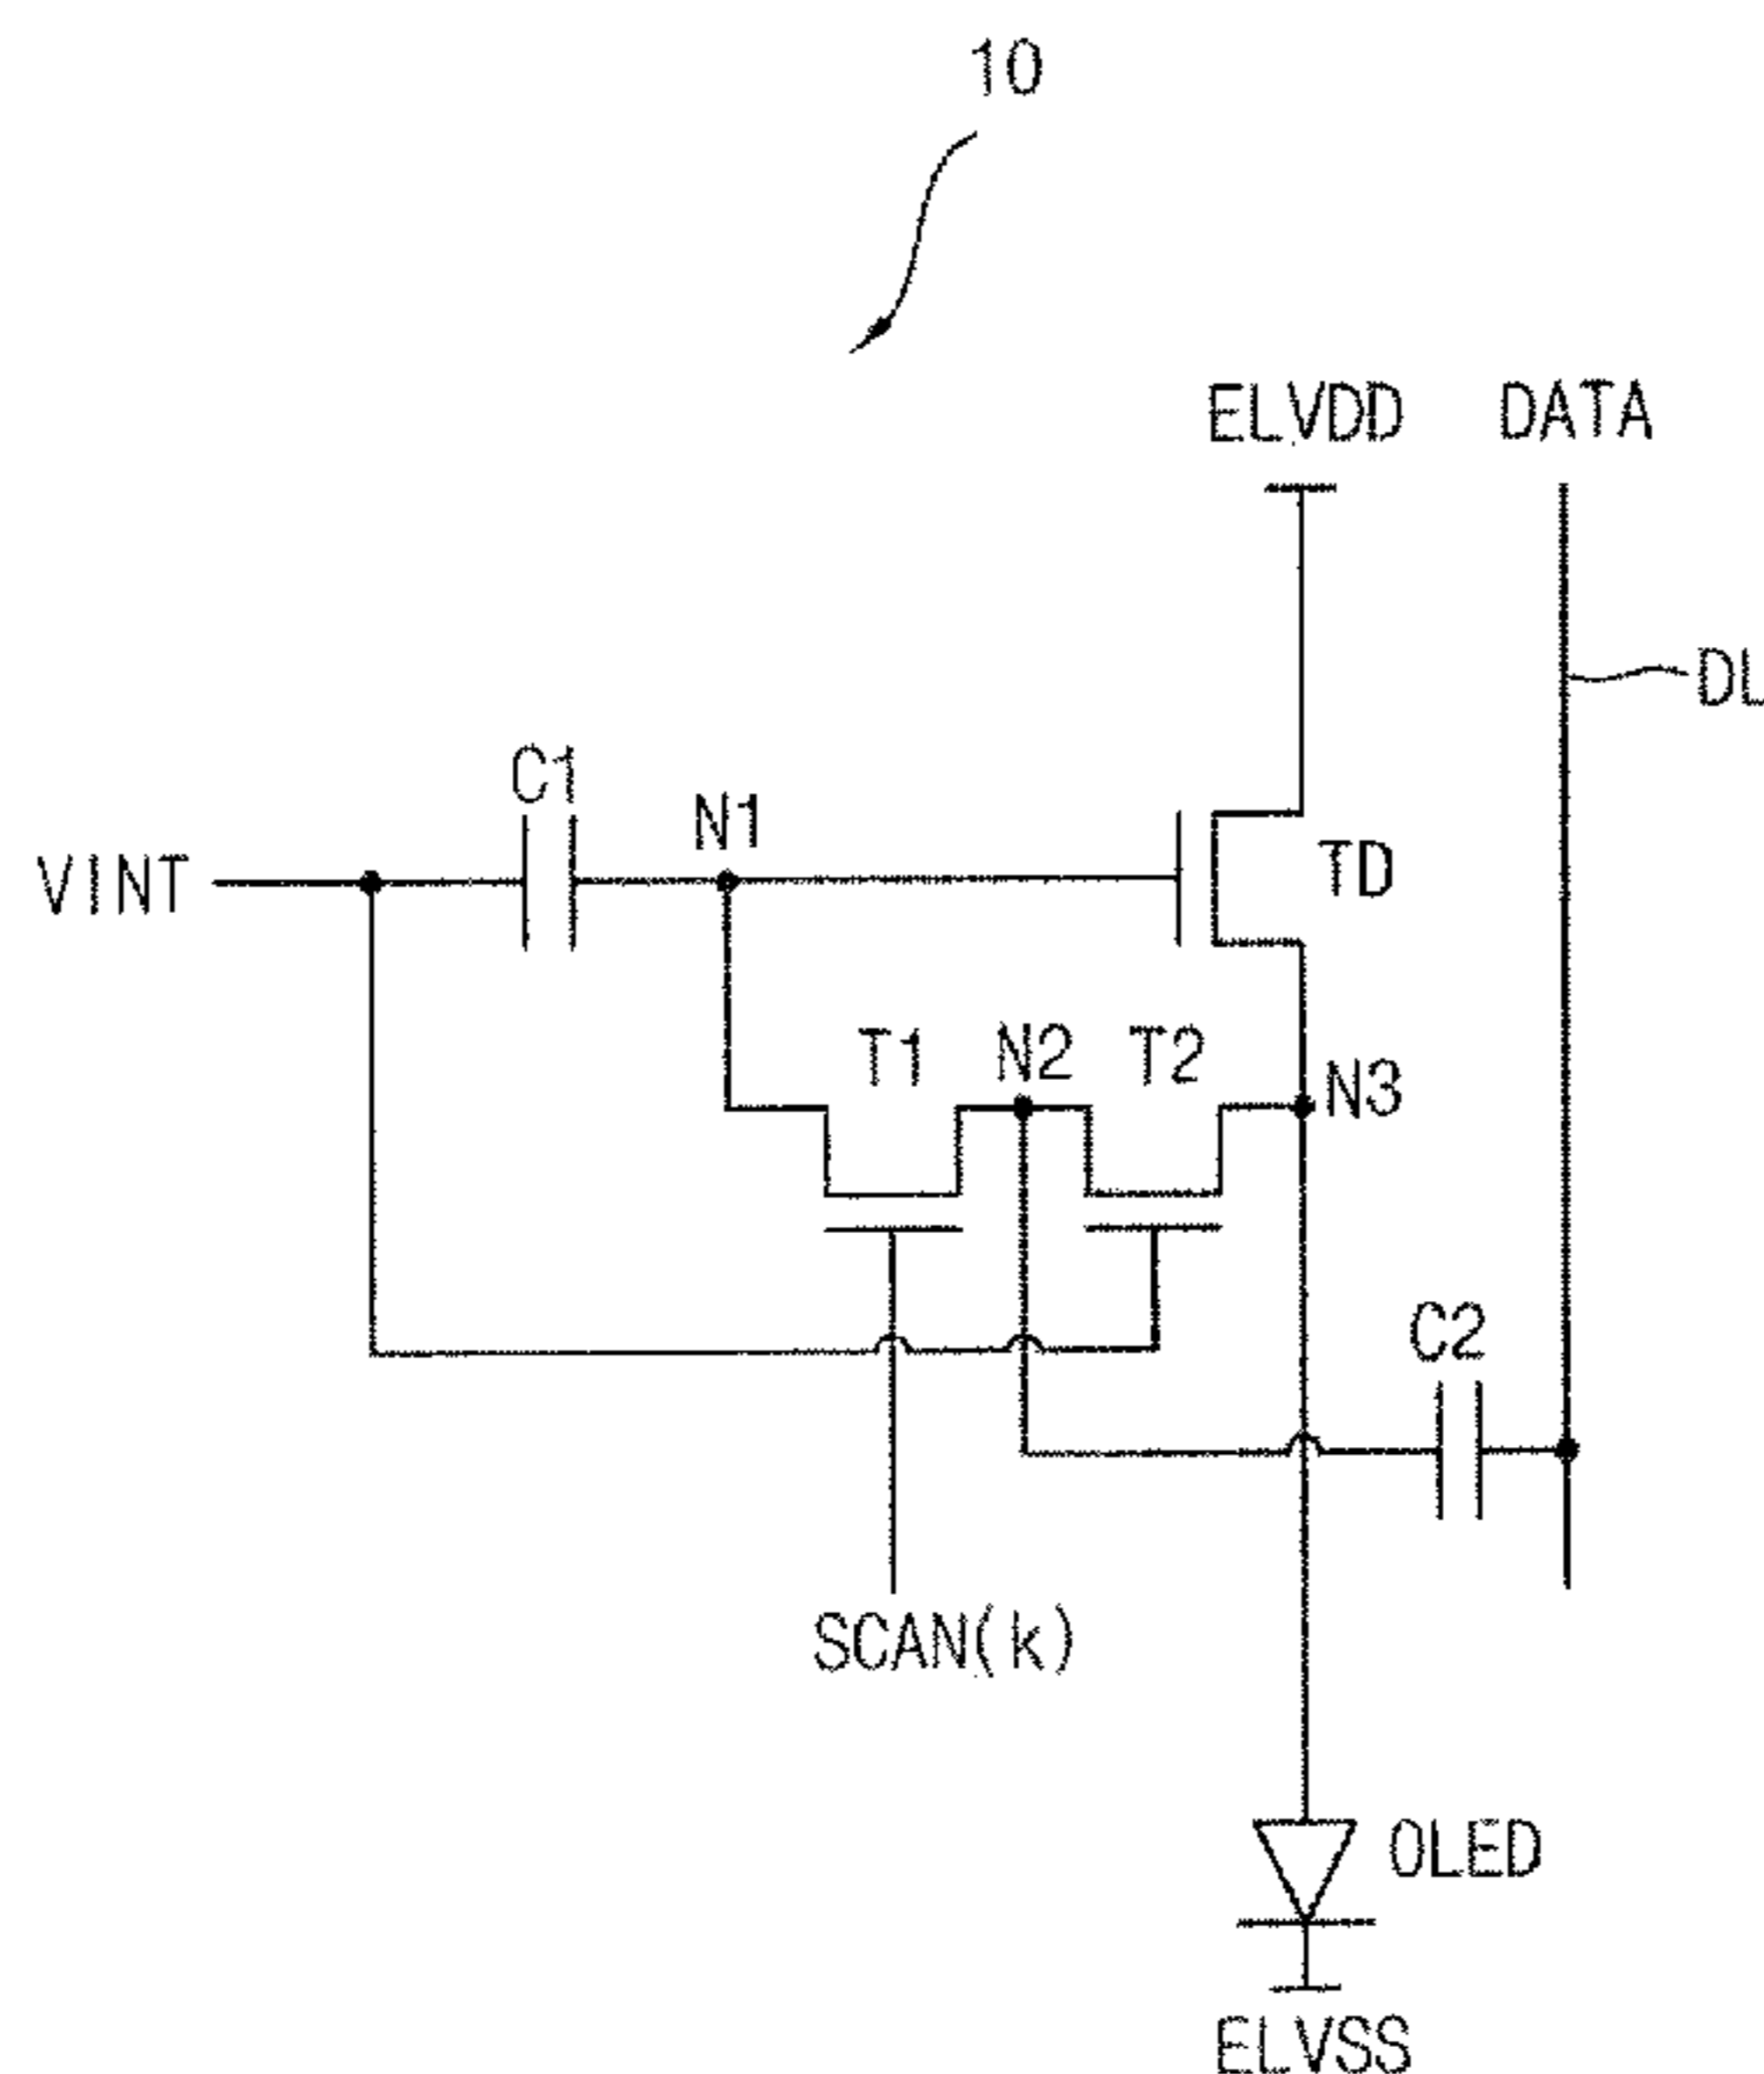 10
ELVDD
DATA
DL
C1
N1
VINT
TD
T1
N2
T2
N3
C2
SCAN(k)
OLED
ELVSS